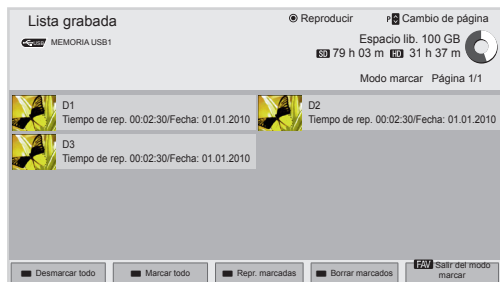 Lista grabada
Reproducir
P Cambio de página
USB MEMORIA USB1
Espacio lib. 100 GB
SD 79 h 03 m HD 31 h 37 m
Modo marcar Página 1/1
D1
Tiempo de rep. 00:02:30/Fecha: 01.01.2010
D2
Tiempo de rep. 00:02:30/Fecha: 01.01.2010
D3
Tiempo de rep. 00:02:30/Fecha: 01.01.2010
Desmarcar todo
Marcar todo
Repr. marcadas
Borrar marcados
FAV Salir del modo
marcar